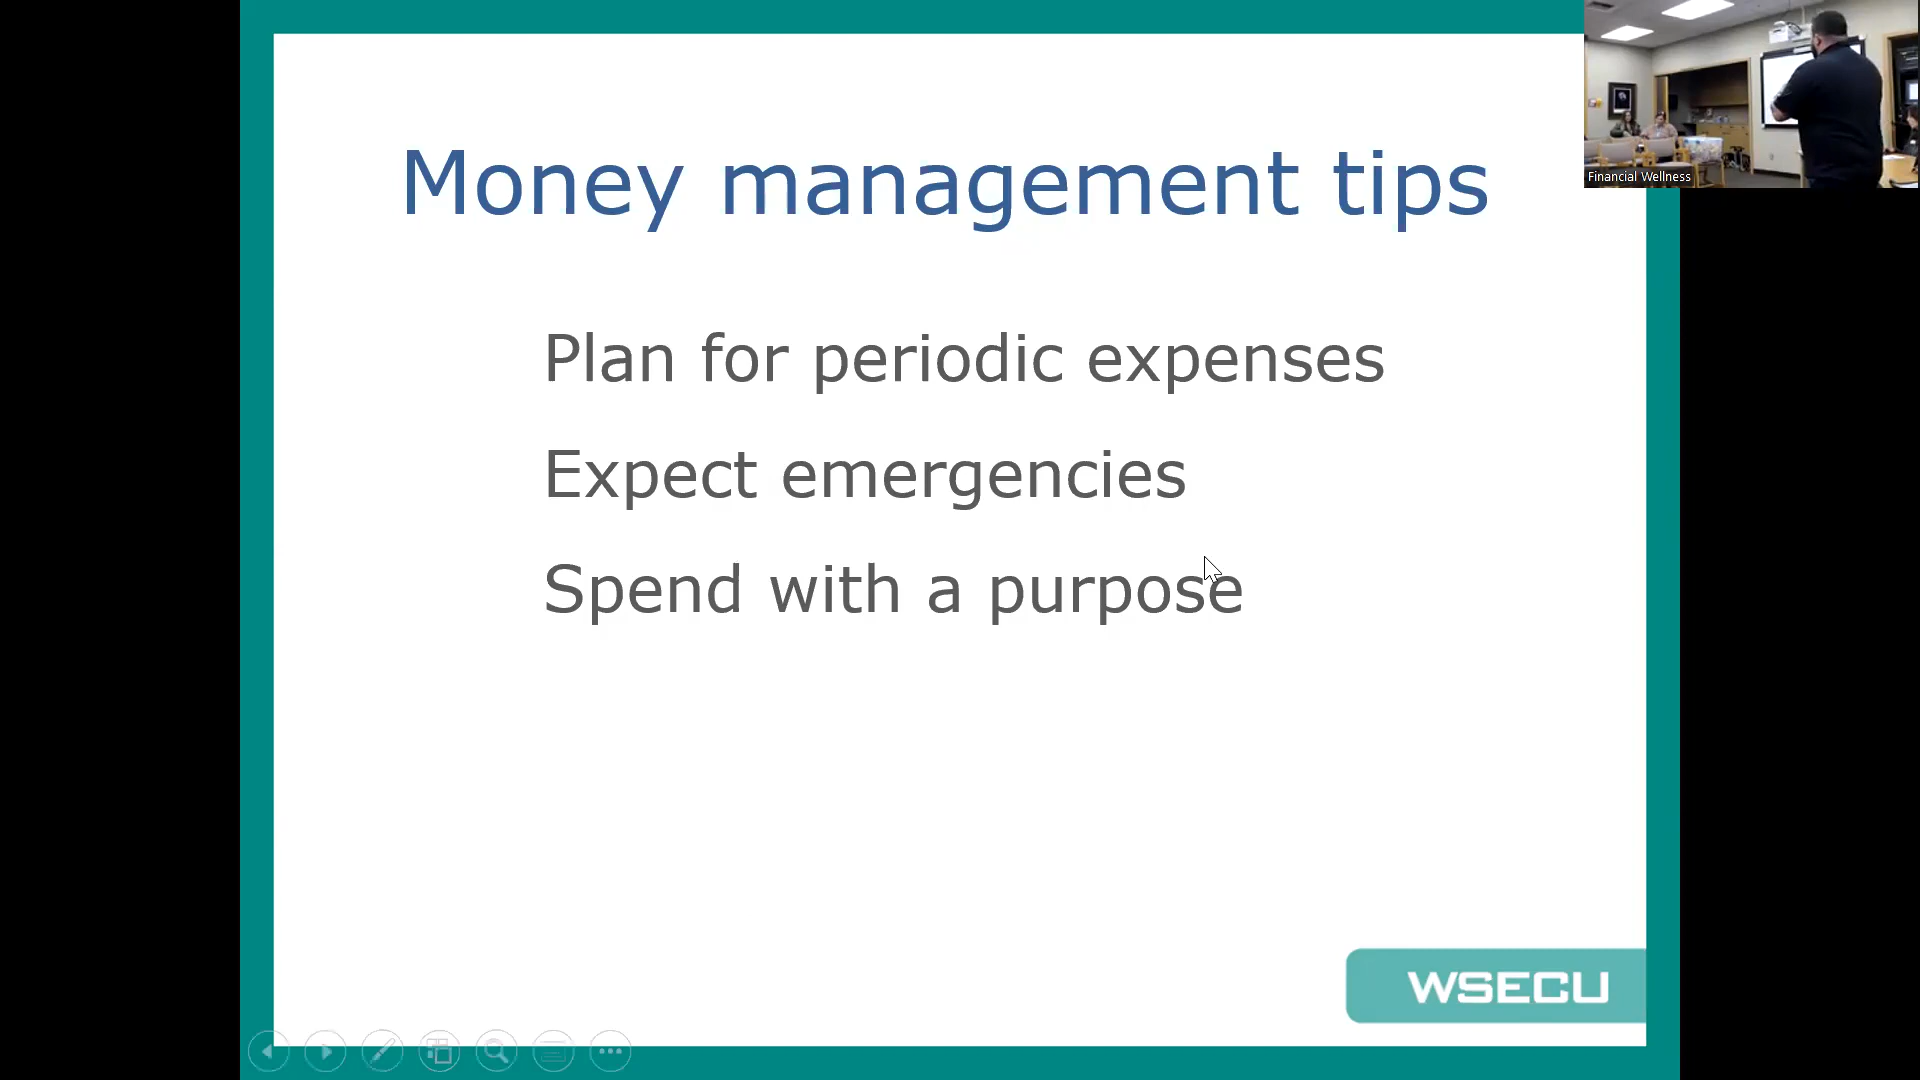 Money management tips
Plan for periodic expenses
Expect emergencies
Spend with a purpose
WSECU
Financial Wellness